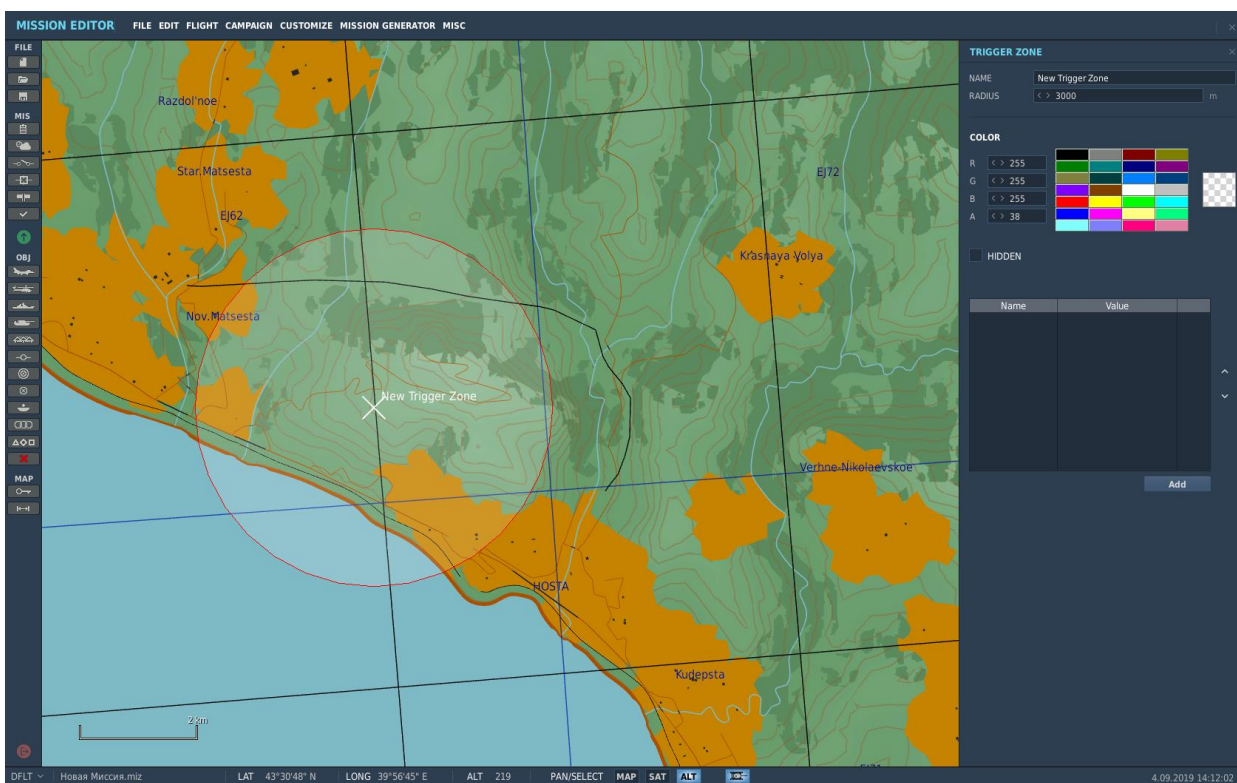 MISSION EDITOR FILE EDIT FLIGHT CAMPAIGN CUSTOMIZE MISSION GENERATOR MISC
FILE
MIS
OBJ
MAP
Razdol'noe
Star.Matsesta
EJ62
EJ72
Krasnaya Volya
Nov.Matsesta
New Trigger Zone
Verhne-Nikolaevskoe
HOSTA
Kudepsta
2 km
TRIGGER ZONE
NAME New Trigger Zone
RADIUS < > 3000 m
COLOR
R < > 255
G < > 255
B < > 255
A < > 38
HIDDEN
Name Value
Add
DFLT Новая Миссия.miz LAT 43°30'48" N LONG 39°56'45" E ALT 219 PAN/SELECT MAP SAT ALT 4.09.2019 14:12:02